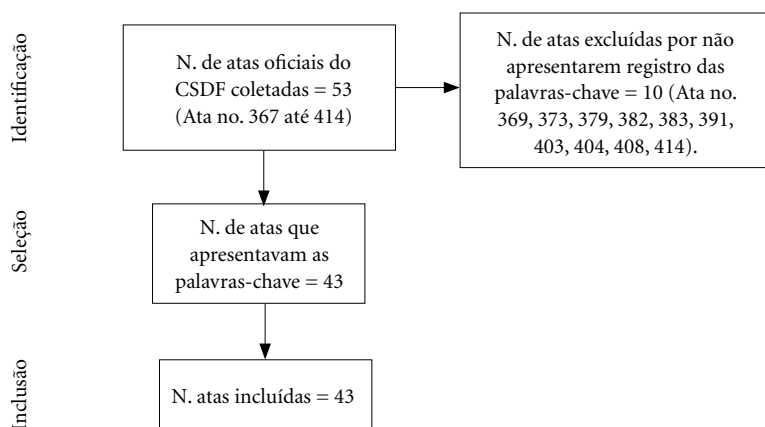 Identificação
N. de atas oficiais do
CSDF coletadas = 53
(Ata no. 367 até 414)
N. de atas excluídas por não
apresentarem registro das
palavras-chave = 10 (Ata no.
369, 373, 379, 382, 383, 391,
403, 404, 408, 414).
Seleção
N. de atas que
apresentavam as
palavras-chave = 43
Inclusão
N. atas incluídas = 43